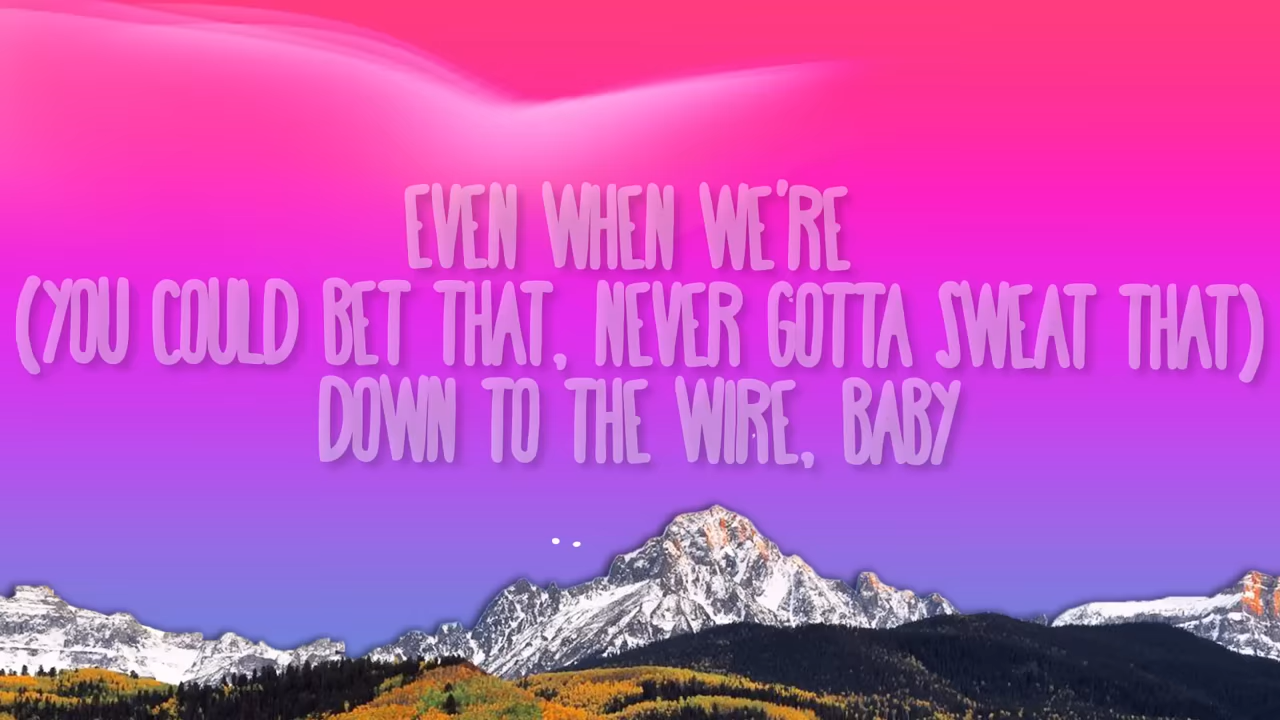 EVEN WHEN WE'RE
(YOU COULD BET THAT, NEVER GOTTA SWEAT THAT)
DOWN TO THE WIRE, BABY